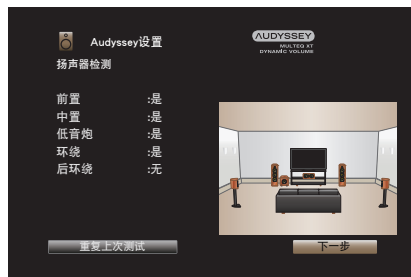 Audyssey设置
AUDYSSEY
MULTEQ XT
DYNAMIC VOLUME
扬声器检测
前置 :是
中置 :是
低音炮 :是
环绕 :是
后环绕 :无
重复上次测试
下一步